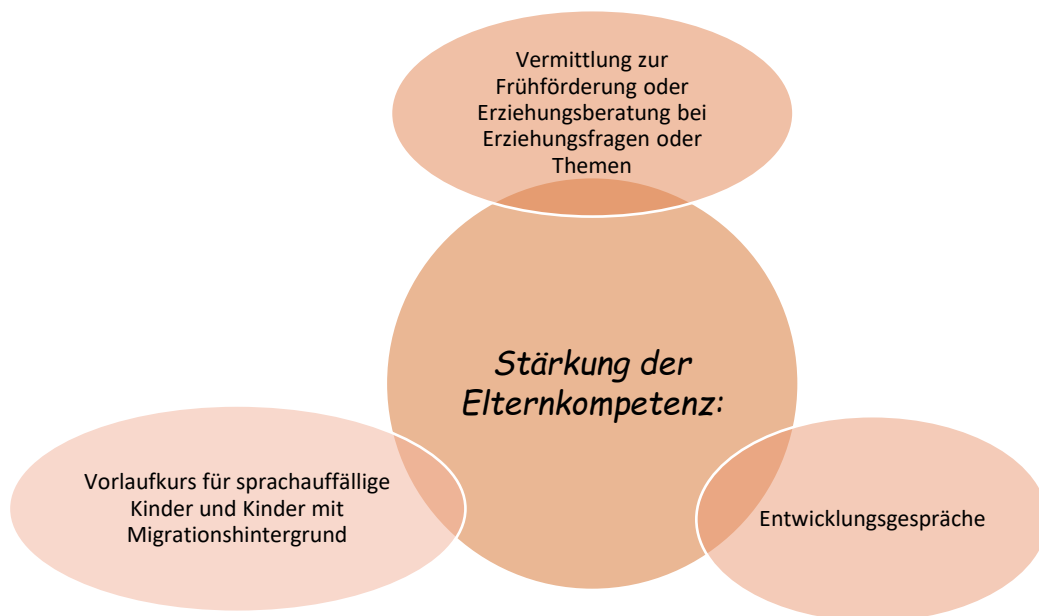 Vermittlung zur
Frühförderung oder
Erziehungsberatung bei
Erziehungsfragen oder
Themen
Stärkung der
Elternkompetenz:
Vorlaufkurs für sprachauffällige
Kinder und Kinder mit
Migrationshintergrund
Entwicklungsgespräche